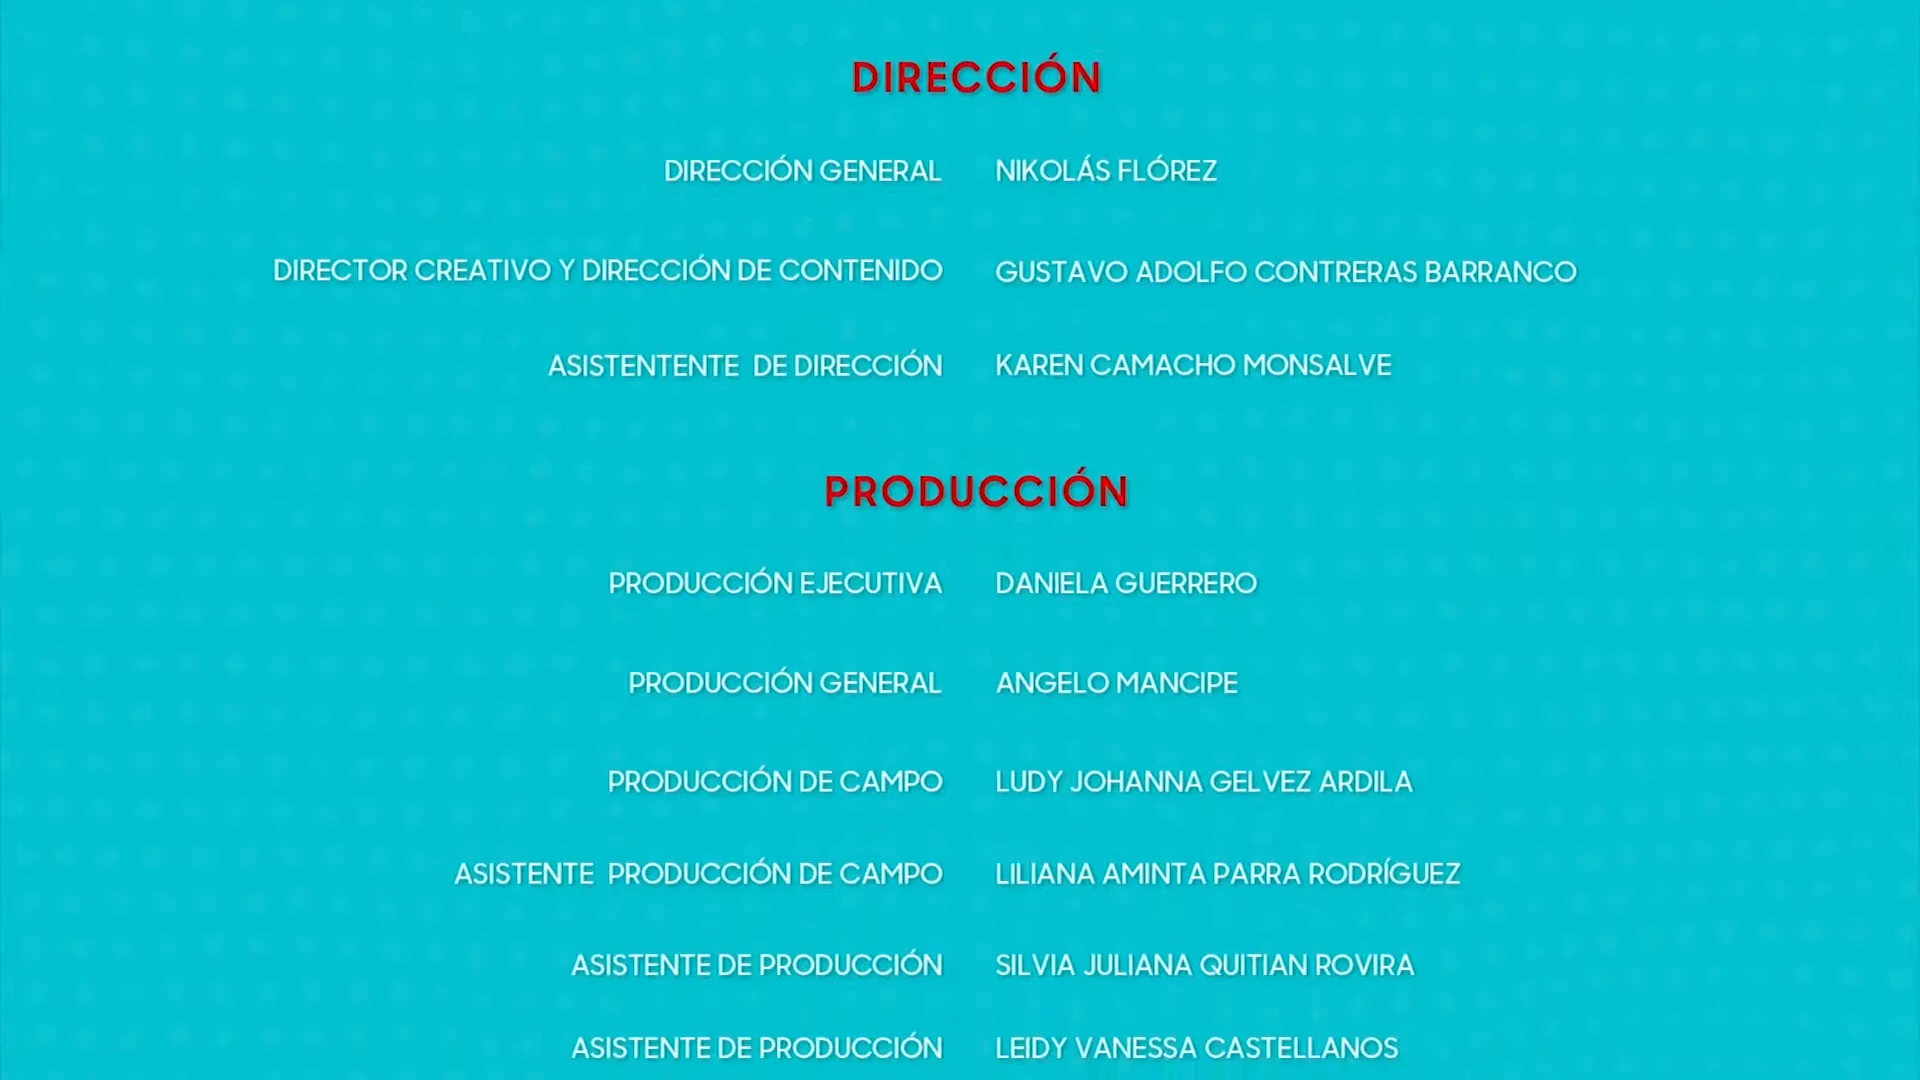 DIRECCIÓN
DIRECCIÓN GENERAL NIKOLÁS FLÓREZ
DIRECTOR CREATIVO Y DIRECCIÓN DE CONTENIDO GUSTAVO ADOLFO CONTRERAS BARRANCO
ASISTENTENTE DE DIRECCIÓN KAREN CAMACHO MONSALVE
PRODUCCIÓN
PRODUCCIÓN EJECUTIVA DANIELA GUERRERO
PRODUCCIÓN GENERAL ANGELO MANCIPE
PRODUCCIÓN DE CAMPO LUDY JOHANNA GELVEZ ARDILA
ASISTENTE PRODUCCIÓN DE CAMPO LILIANA AMINTA PARRA RODRÍGUEZ
ASISTENTE DE PRODUCCIÓN SILVIA JULIANA QUITIAN ROVIRA
ASISTENTE DE PRODUCCIÓN LEIDY VANESSA CASTELLANOS